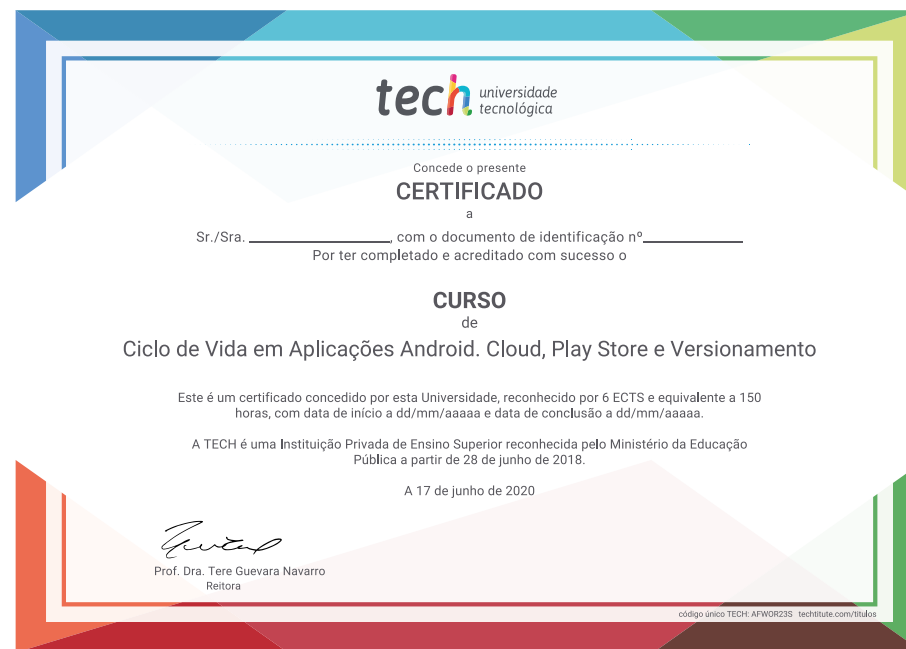 tech universidade
tecnológica
Concede o presente
CERTIFICADO
a
Sr./Sra. ____________, com o documento de identificação nº____________
Por ter completado e acreditado com sucesso o
CURSO
de
Ciclo de Vida em Aplicações Android. Cloud, Play Store e Versionamento
Este é um certificado concedido por esta Universidade, reconhecido por 6 ECTS e equivalente a 150
horas, com data de início a dd/mm/aaaaa e data de conclusão a dd/mm/aaaaa.
A TECH é uma Instituição Privada de Ensino Superior reconhecida pelo Ministério da Educação
Pública a partir de 28 de junho de 2018.
A 17 de junho de 2020
Prof. Dra. Tere Guevara Navarro
Reitora
código único TECH: AFWOR23S techtitute.com/titulos